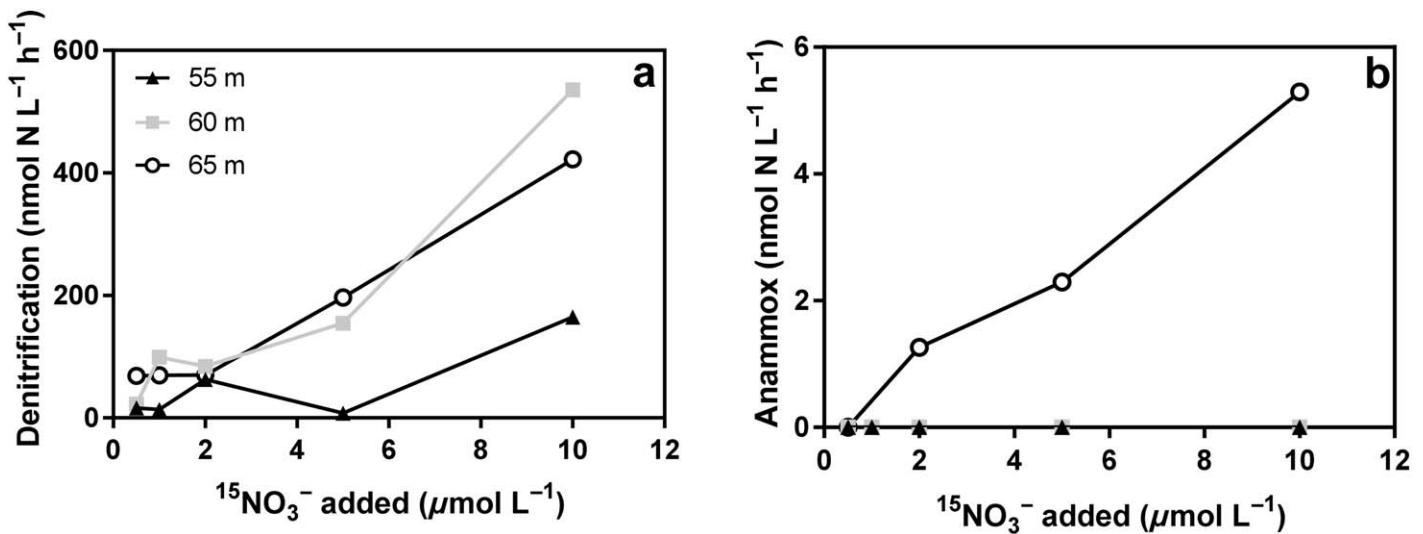 Denitrification (nmol N L⁻¹ h⁻¹)
600
400
200
0
55 m
60 m
65 m
a
0 2 4 6 8 10 12
¹⁵NO₃⁻ added (µmol L⁻¹)
Anammox (nmol N L⁻¹ h⁻¹)
6
4
2
0
b
0 2 4 6 8 10 12
¹⁵NO₃⁻ added (µmol L⁻¹)